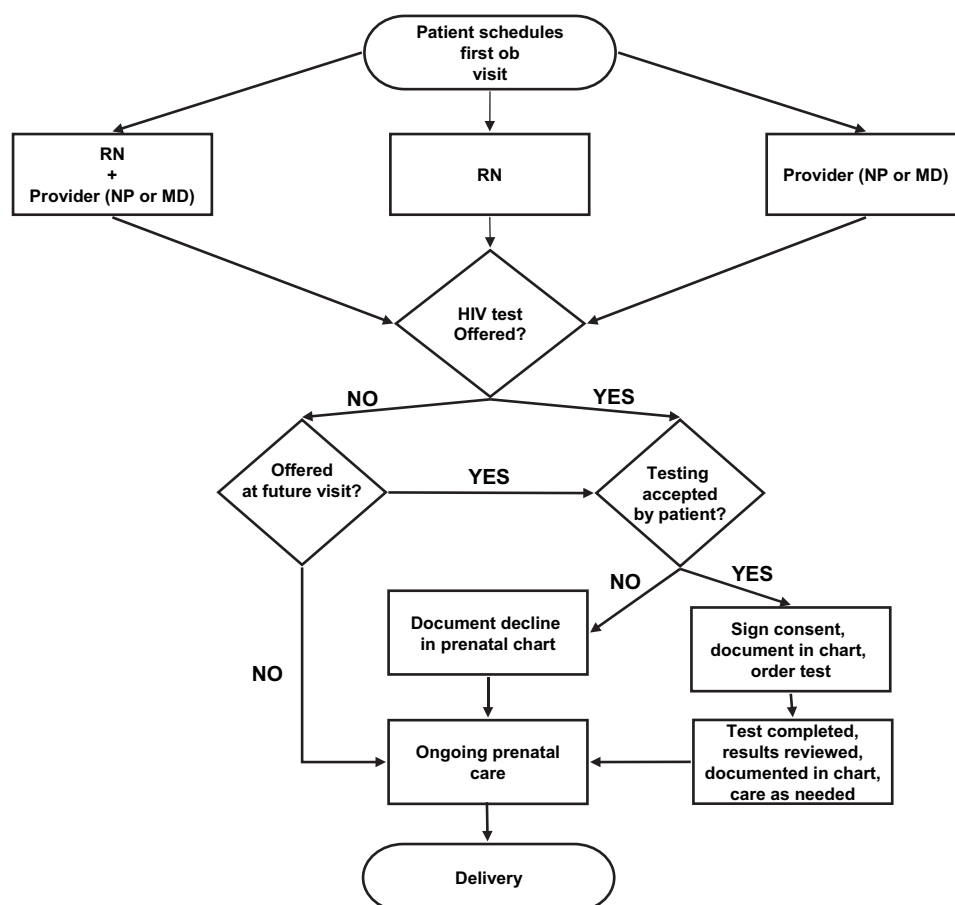 Patient schedules
first ob
visit
RN
+
Provider (NP or MD)
RN
Provider (NP or MD)
HIV test
Offered?
NO
YES
Offered
at future visit?
YES
Testing
accepted
by patient?
NO
YES
Document decline
in prenatal chart
Sign consent,
document in chart,
order test
NO
Ongoing prenatal
care
Test completed,
results reviewed,
documented in chart,
care as needed
Delivery